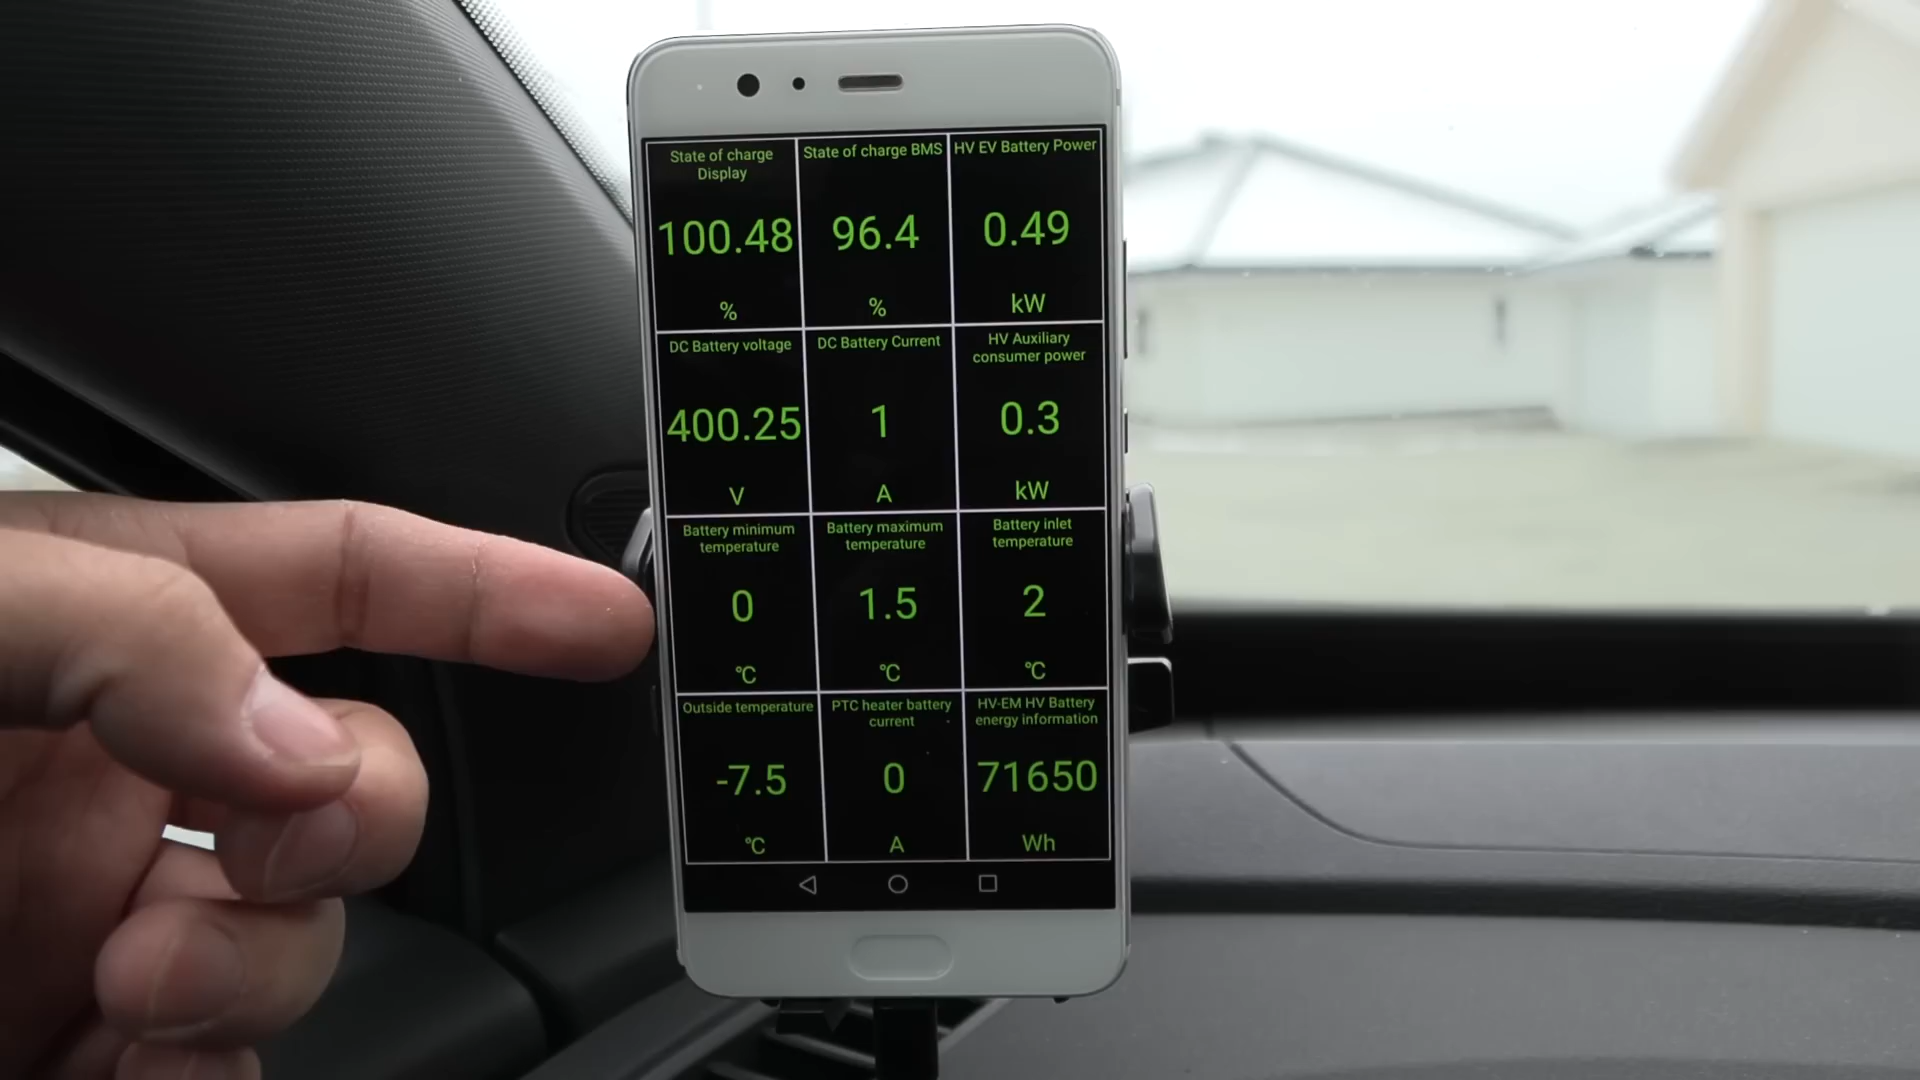 State of charge
Display
100.48
%
State of charge BMS
96.4
%
HV EV Battery Power
0.49
kW
DC Battery voltage
400.25
V
DC Battery Current
1
A
HV Auxiliary
consumer power
0.3
kW
Battery minimum
temperature
0
°C
Battery maximum
temperature
1.5
°C
Battery inlet
temperature
2
°C
Outside temperature
-7.5
°C
PTC heater battery
current
0
A
HV-EM HV Battery
energy information
71650
Wh